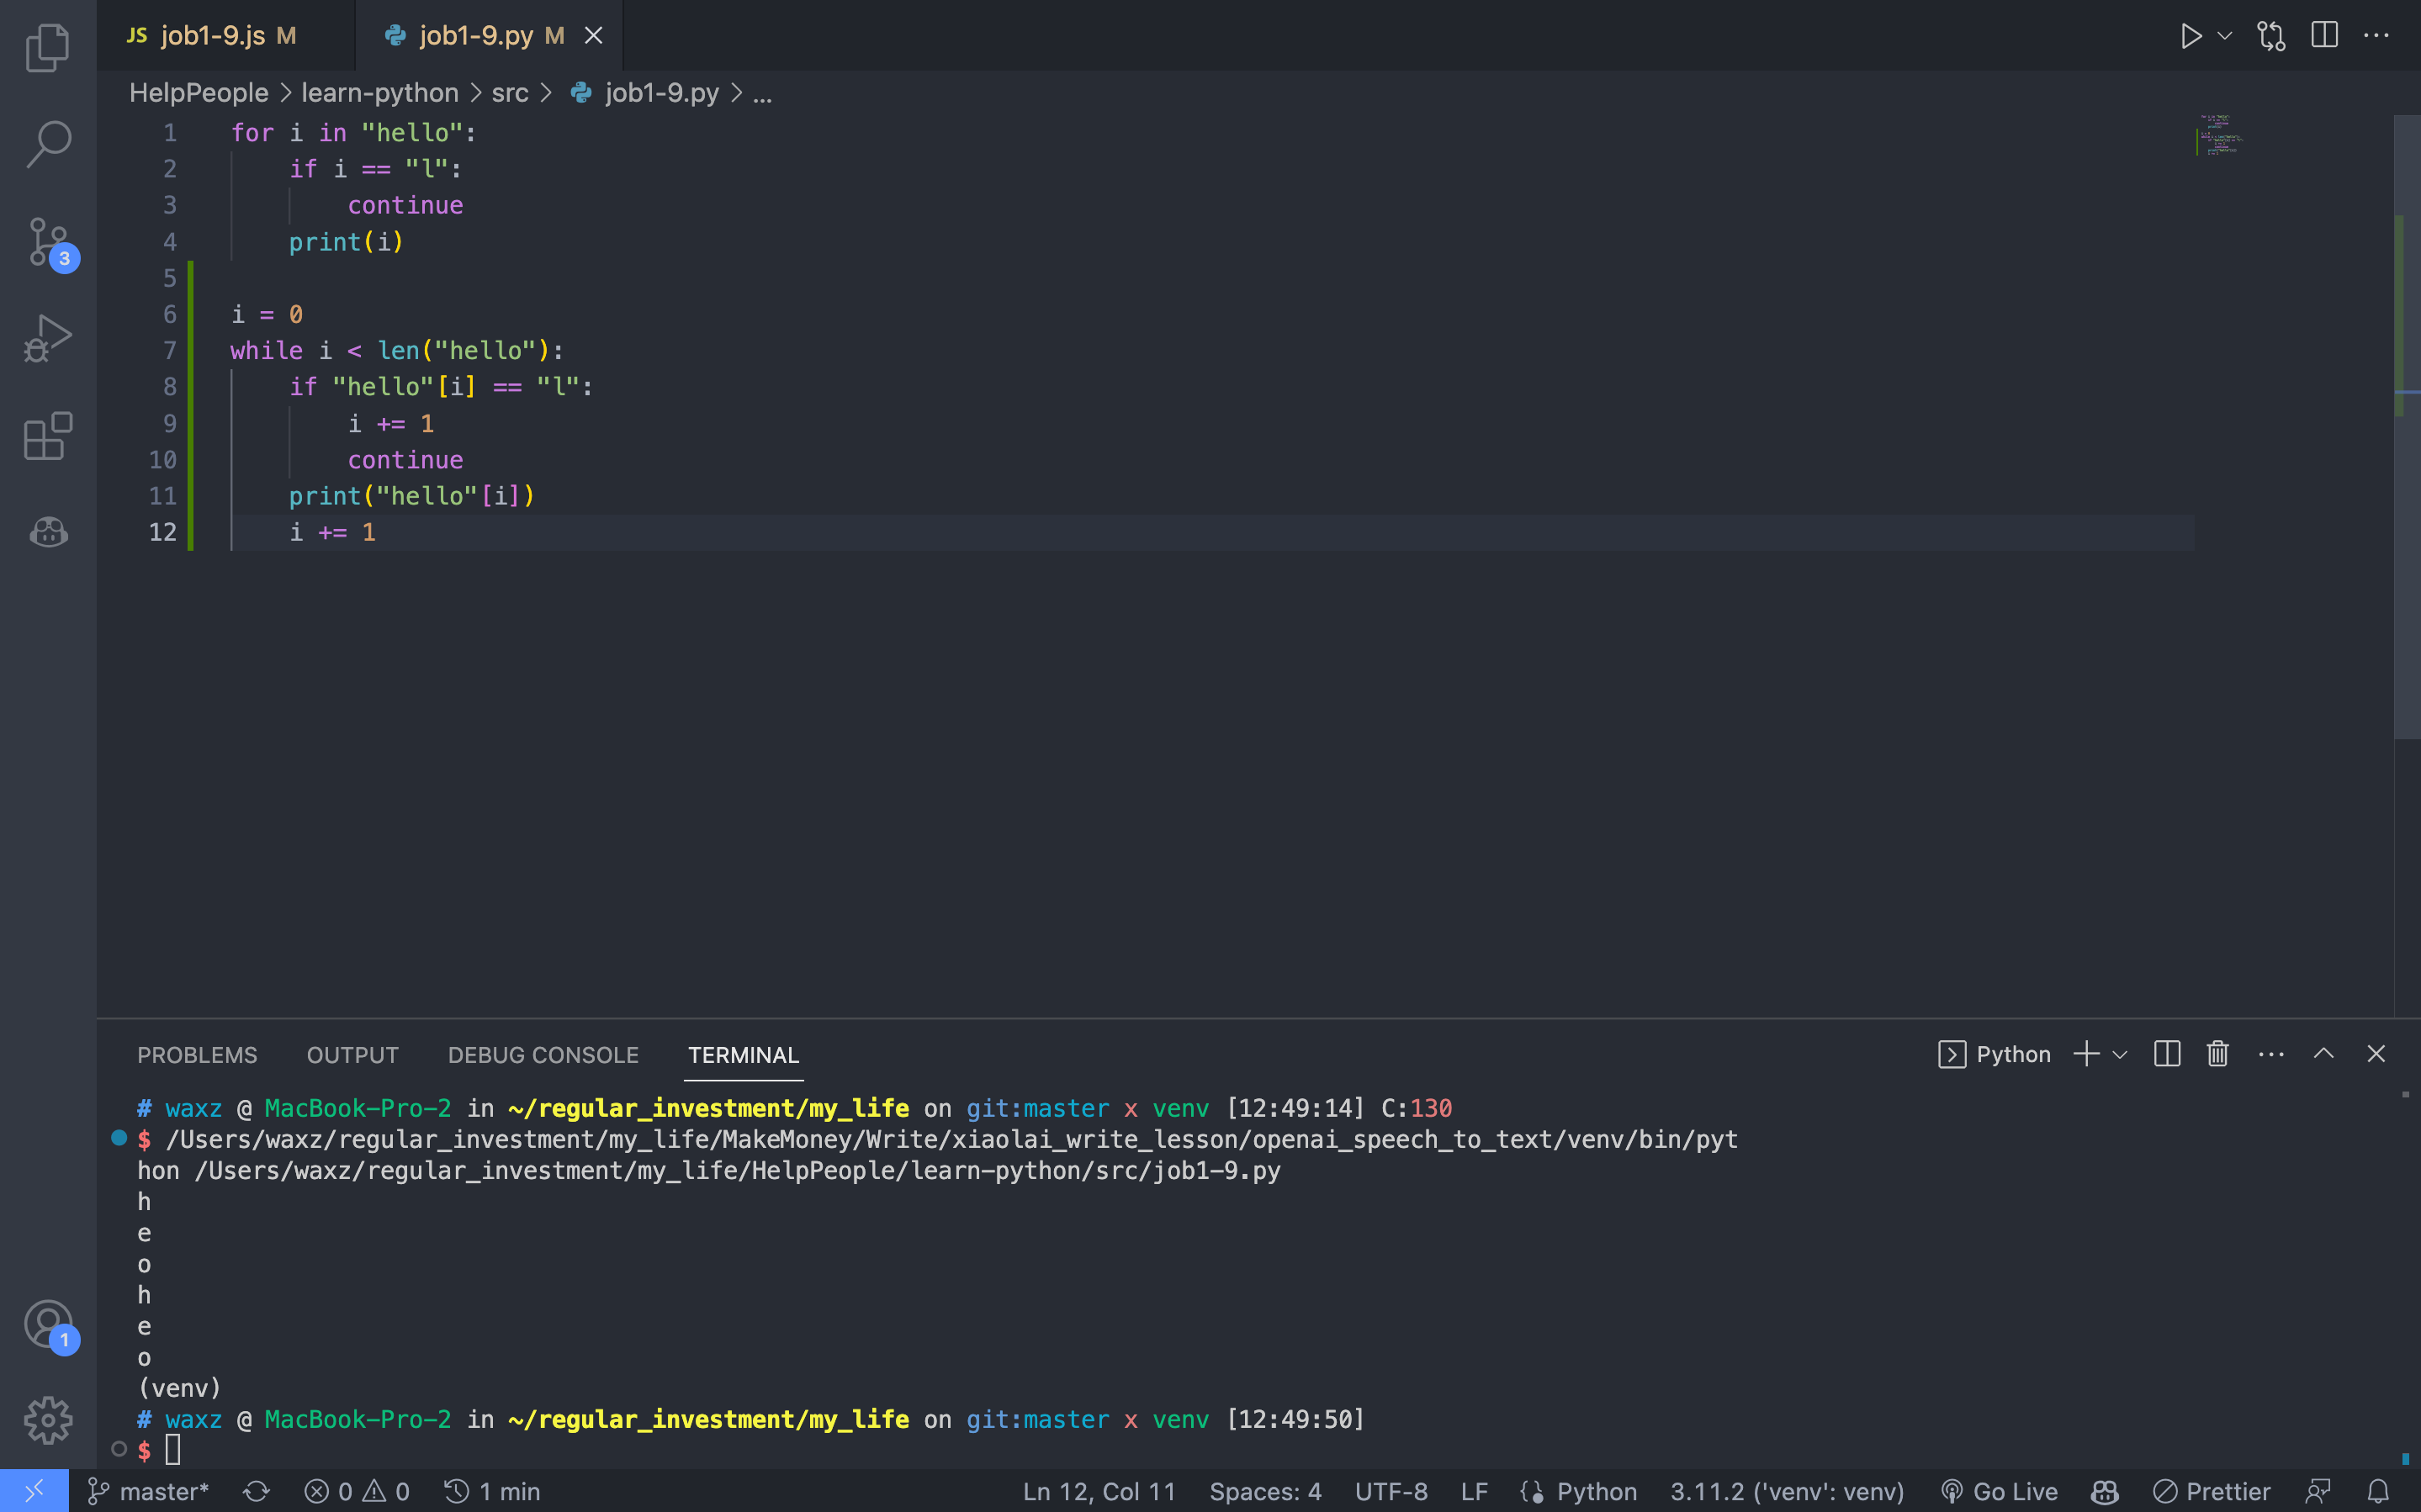 JS job1-9.js M job1-9.py M
HelpPeople > learn-python > src > job1-9.py > ...
1 for i in "hello":
2     if i == "l":
3         continue
4     print(i)
5
6 i = 0
7 while i < len("hello"):
8     if "hello"[i] == "l":
9         i += 1
10         continue
11     print("hello"[i])
12     i += 1
3
1
PROBLEMS OUTPUT DEBUG CONSOLE TERMINAL Python
# waxz @ MacBook-Pro-2 in ~/regular_investment/my_life on git:master x venv [12:49:14] C:130
$ /Users/waxz/regular_investment/my_life/MakeMoney/Write/xiaolai_write_lesson/openai_speech_to_text/venv/bin/pyt
hon /Users/waxz/regular_investment/my_life/HelpPeople/learn-python/src/job1-9.py
h
e
o
h
e
o
(venv)
# waxz @ MacBook-Pro-2 in ~/regular_investment/my_life on git:master x venv [12:49:50]
$
master* 0 0 1 min Ln 12, Col 11 Spaces: 4 UTF-8 LF Python 3.11.2 ('venv': venv) Go Live Prettier